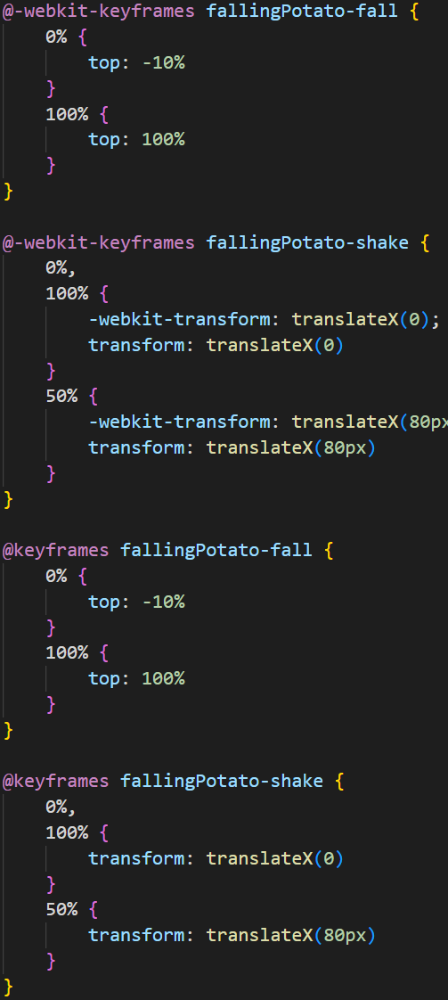 @-webkit-keyframes fallingPotato-fall {
    0% {
        top: -10%
    }
    100% {
        top: 100%
    }
}

@-webkit-keyframes fallingPotato-shake {
    0%,
    100% {
        -webkit-transform: translateX(0);
        transform: translateX(0)
    }
    50% {
        -webkit-transform: translateX(80px
        transform: translateX(80px)
    }
}

@keyframes fallingPotato-fall {
    0% {
        top: -10%
    }
    100% {
        top: 100%
    }
}

@keyframes fallingPotato-shake {
    0%,
    100% {
        transform: translateX(0)
    }
    50% {
        transform: translateX(80px)
    }
}